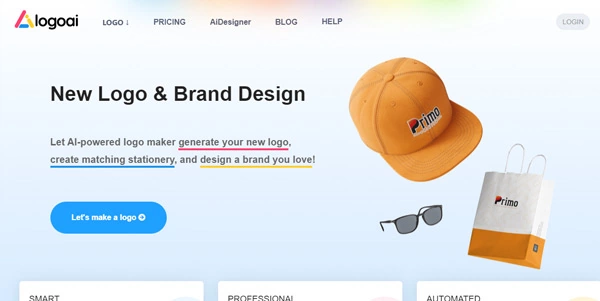 logoai
LOGO ↓
PRICING
AiDesigner
BLOG
HELP
LOGIN
New Logo & Brand Design
Let AI-powered logo maker generate your new logo,
create matching stationery, and design a brand you love!
Let's make a logo
Primo
Primo
SMART
PROFESSIONAL
AUTOMATED